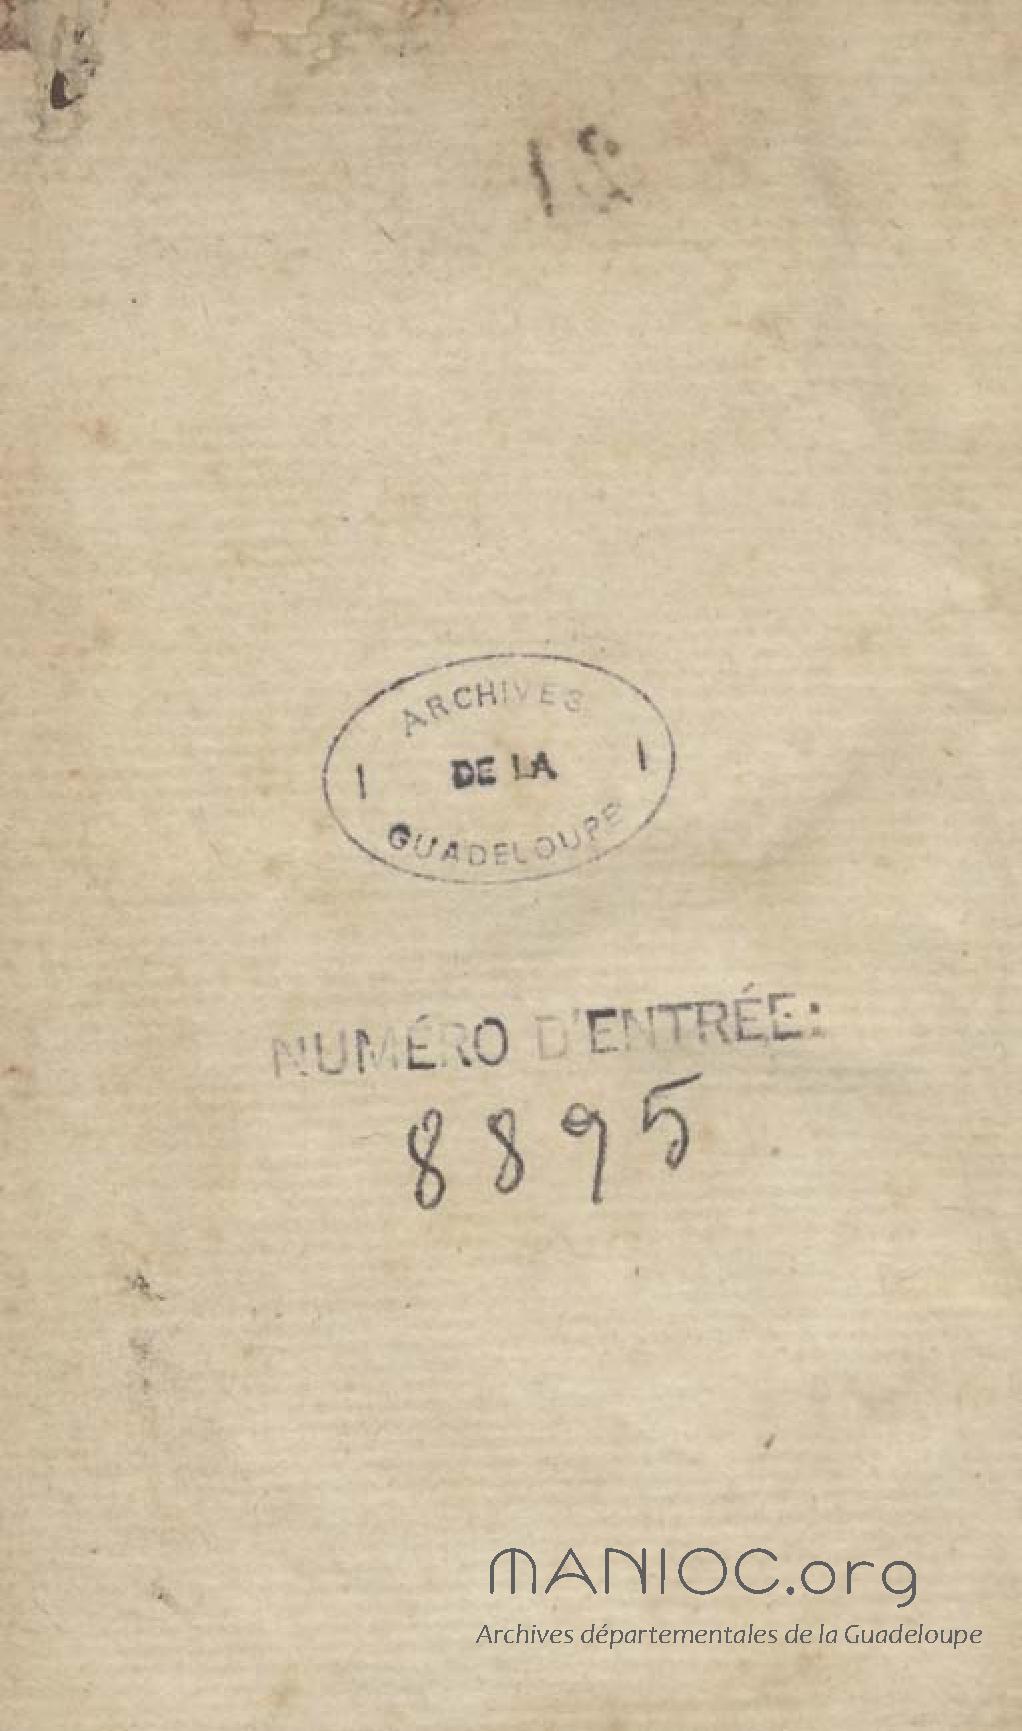 ARCHIVES
DE LA
GUADELOUPE
NUMÉRO D'ENTRÉE:
8895
MANIOC.org
Archives départementales de la Guadeloupe